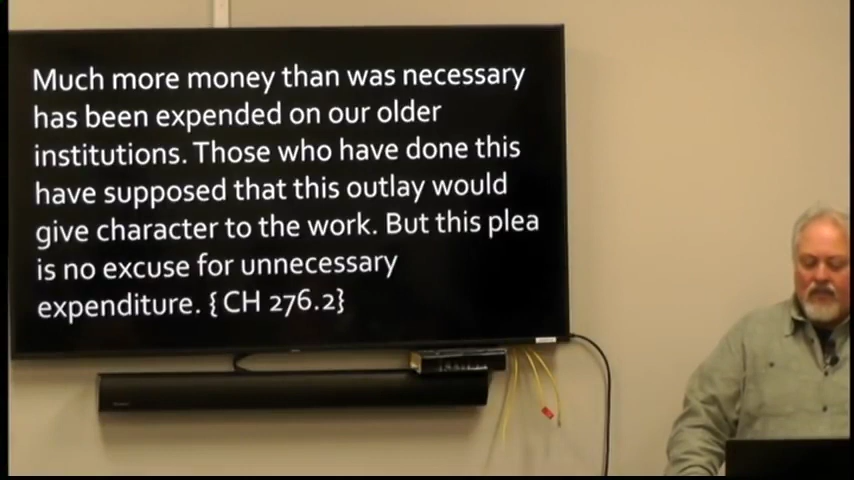 Much more money than was necessary
has been expended on our older
institutions. Those who have done this
have supposed that this outlay would
give character to the work. But this plea
is no excuse for unnecessary
expenditure. { CH 276.2}